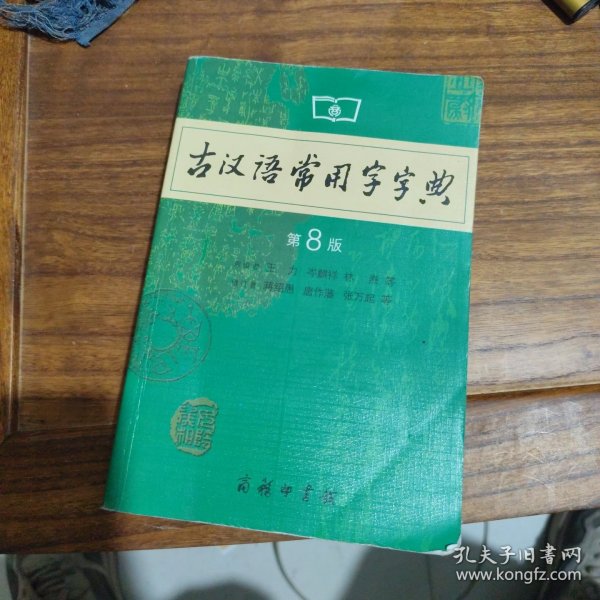 古汉语常用字字典
第8版
原编者 王 力 岑麒祥 林 焘 等
修订者 蒋绍愚 唐作藩 张万起 等
商务印书馆
孔夫子旧书网
www.kongfz.com